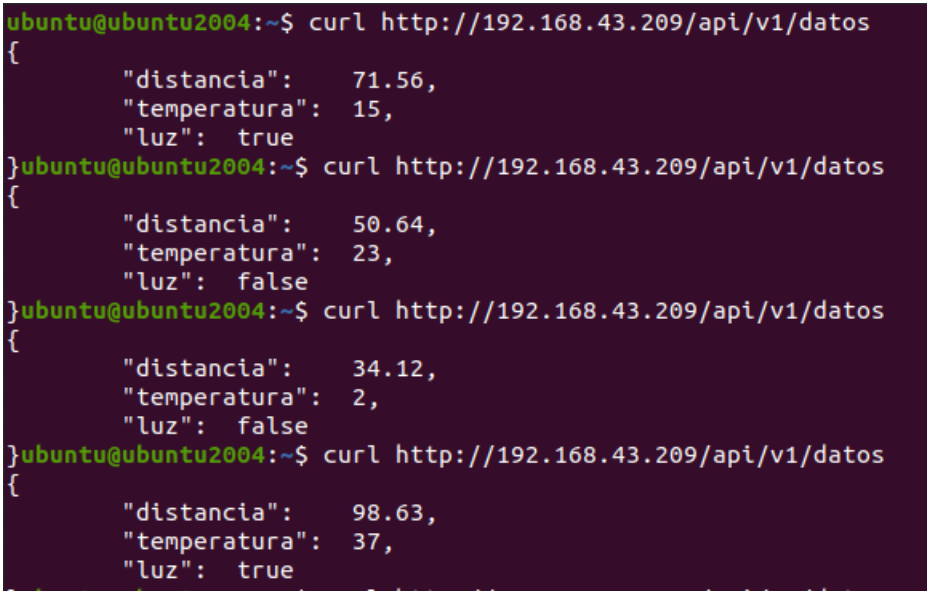 ubuntu@ubuntu2004:~$ curl http://192.168.43.209/api/v1/datos
{
        "distancia":    71.56,
        "temperatura":  15,
        "luz":  true
}ubuntu@ubuntu2004:~$ curl http://192.168.43.209/api/v1/datos
{
        "distancia":    50.64,
        "temperatura":  23,
        "luz":  false
}ubuntu@ubuntu2004:~$ curl http://192.168.43.209/api/v1/datos
{
        "distancia":    34.12,
        "temperatura":  2,
        "luz":  false
}ubuntu@ubuntu2004:~$ curl http://192.168.43.209/api/v1/datos
{
        "distancia":    98.63,
        "temperatura":  37,
        "luz":  true